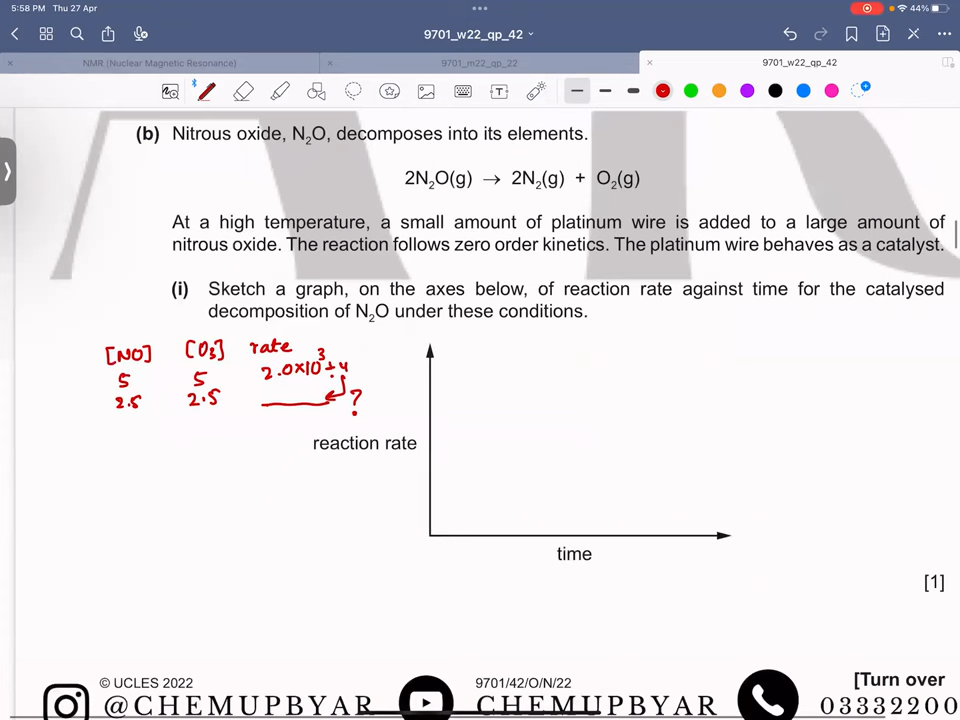 5:58 PM Thu 27 Apr
44%
9701_w22_qp_42
NMR (Nuclear Magnetic Resonance)
9701_m22_qp_22
9701_w22_qp_42
(b) Nitrous oxide, N₂O, decomposes into its elements.
2N₂O(g) → 2N₂(g) + O₂(g)
At a high temperature, a small amount of platinum wire is added to a large amount of
nitrous oxide. The reaction follows zero order kinetics. The platinum wire behaves as a catalyst.
(i) Sketch a graph, on the axes below, of reaction rate against time for the catalysed
decomposition of N₂O under these conditions.
[NO] [O₃] rate
5 5 2.0×10³ ÷4
2.5 2.5 ?
reaction rate
time
[1]
© UCLES 2022
9701/42/O/N/22
[Turn over
@CHEMUPBYAR
CHEMUPBYAR
03332200